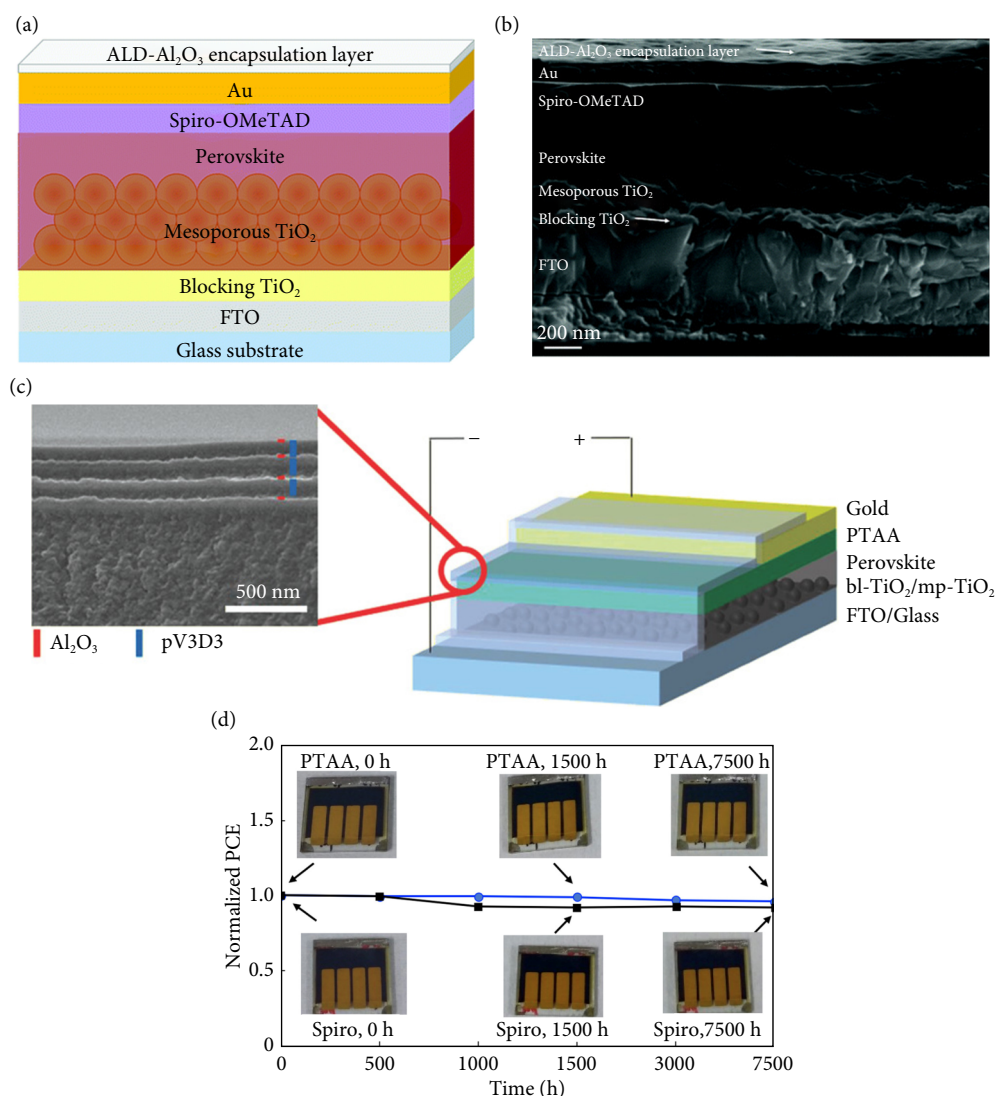 (a)
ALD-Al₂O₃ encapsulation layer
Au
Spiro-OMeTAD
Perovskite
Mesoporous TiO₂
Blocking TiO₂
FTO
Glass substrate
(b)
ALD-Al₂O₃ encapsulation layer
Au
Spiro-OMeTAD
Perovskite
Mesoporous TiO₂
Blocking TiO₂
FTO
200 nm
(c)
500 nm
Al₂O₃ pV3D3
− +
Gold
PTAA
Perovskite
bl-TiO₂/mp-TiO₂
FTO/Glass
(d)
Normalized PCE
2.0
1.5
1.0
0.5
0
PTAA, 0 h PTAA, 1500 h PTAA,7500 h
Spiro, 0 h Spiro, 1500 h Spiro,7500 h
0 500 1000 1500 3000 7500
Time (h)